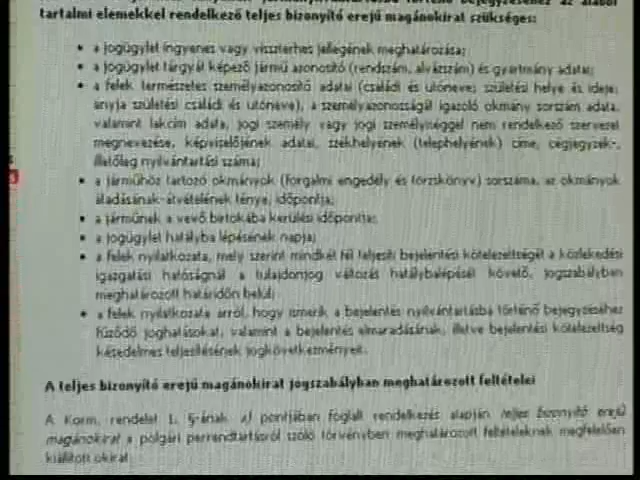 tartalmi elemekkel rendelkező teljes bizonyító erejű magánokirat szükséges:
• a jogügylet ingyenes vagy visszterhes jellegének meghatározása;
• a jogügylet tárgyát képező jármű azonosító (rendszám, alvázszám) és gyártmány adatai;
• a felek természetes személyazonosító adatai (családi és utóneve; születési helye és ideje;
anyja születési családi és utóneve), a személyazonosságát igazoló okmány sorszám adata,
valamint lakcím adata, jogi személy vagy jogi személyiséggel nem rendelkező szervezet
megnevezése, képviselőjének adatai, székhelyének (telephelyének) címe, cégjegyzék-,
illetőleg nyilvántartási száma;
• a járműhöz tartozó okmányok (forgalmi engedély és törzskönyv) sorszáma, az okmányok
átadásának-átvételének ténye, időpontja;
• a járműnek a vevő birtokába kerülési időpontja;
• a jogügylet hatályba lépésének napja;
• a felek nyilatkozata, mely szerint mindkét fél teljesíti bejelentési kötelezettségét a közlekedési
igazgatási hatóságnál a tulajdonjog változás hatálybalépését követő, jogszabályban
meghatározott határidőn belül;
• a felek nyilatkozata arról, hogy ismerik a bejelentés nyilvántartásba történő bejegyzéséhez
fűződő joghatásokat, valamint a bejelentés elmaradásának, illetve bejelentési kötelezettség
késedelmes teljesítésének jogkövetkezményeit.
A teljes bizonyító erejű magánokirat jogszabályban meghatározott feltételei
A Korm. rendelet 1. §-ának a) pontjában foglalt rendelkezés alapján teljes bizonyító erejű
magánokirat a polgári perrendtartásról szóló törvényben meghatározott feltételeknek megfelelően
kiállított okirat